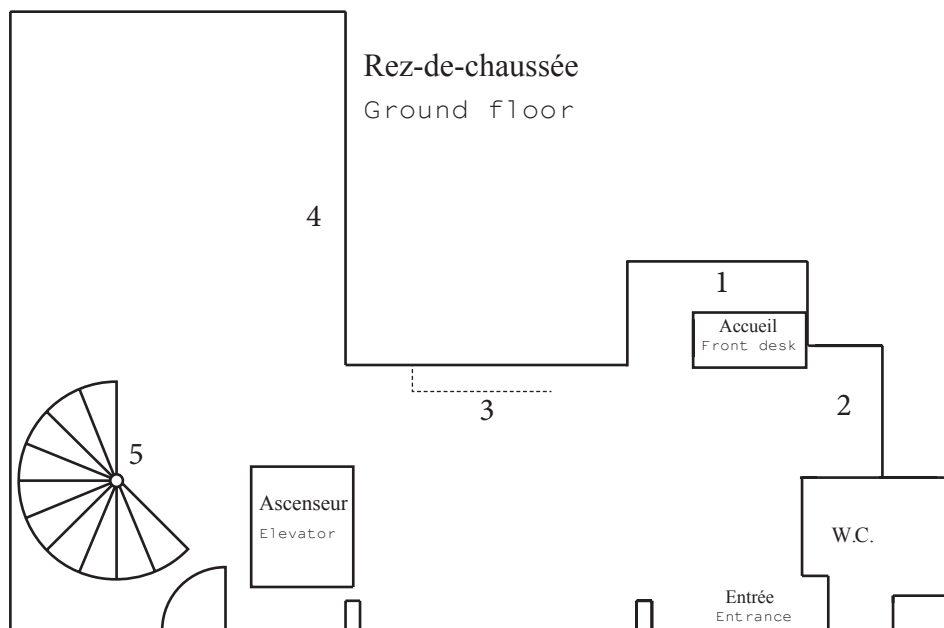 Rez-de-chaussée
Ground floor
4
1
Accueil
Front desk
3
2
5
Ascenseur
Elevator
W.C.
Entrée
Entrance